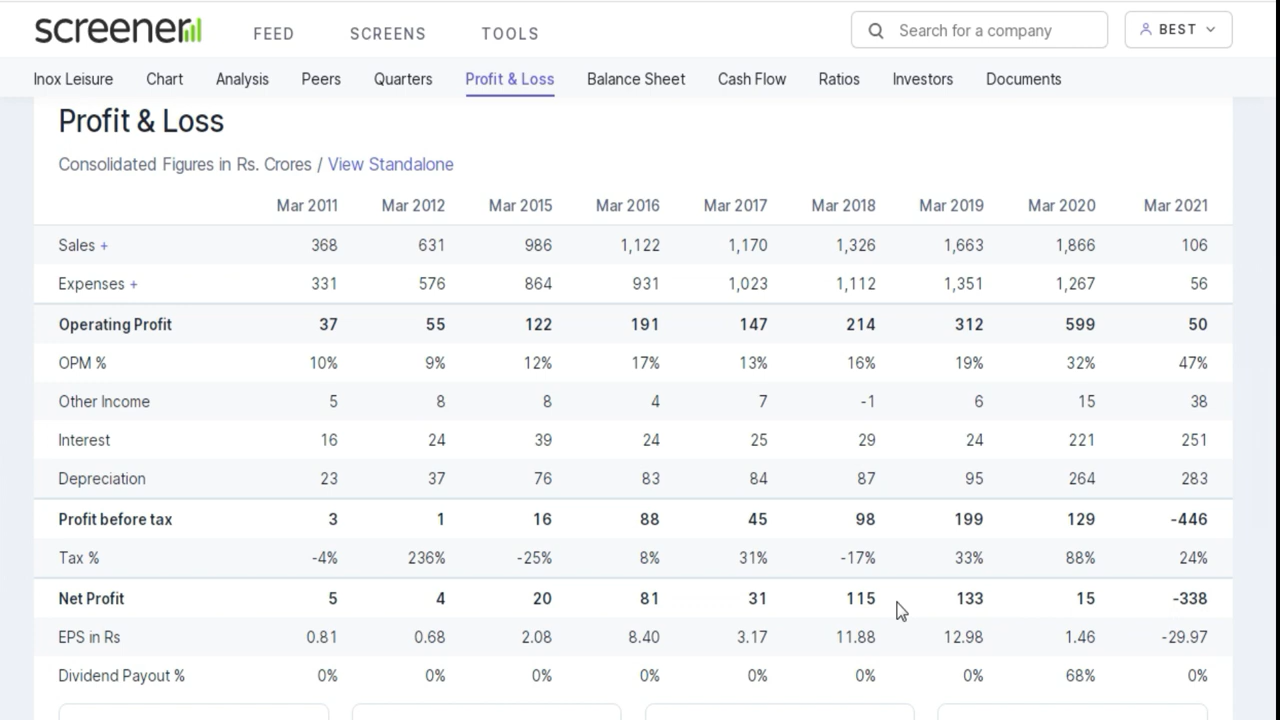 screener FEED SCREENS TOOLS Search for a company BEST
Inox Leisure Chart Analysis Peers Quarters Profit & Loss Balance Sheet Cash Flow Ratios Investors Documents
Profit & Loss
Consolidated Figures in Rs. Crores / View Standalone
Mar 2011 Mar 2012 Mar 2015 Mar 2016 Mar 2017 Mar 2018 Mar 2019 Mar 2020 Mar 2021
Sales + 368 631 986 1,122 1,170 1,326 1,663 1,866 106
Expenses + 331 576 864 931 1,023 1,112 1,351 1,267 56
Operating Profit 37 55 122 191 147 214 312 599 50
OPM % 10% 9% 12% 17% 13% 16% 19% 32% 47%
Other Income 5 8 8 4 7 -1 6 15 38
Interest 16 24 39 24 25 29 24 221 251
Depreciation 23 37 76 83 84 87 95 264 283
Profit before tax 3 1 16 88 45 98 199 129 -446
Tax % -4% 236% -25% 8% 31% -17% 33% 88% 24%
Net Profit 5 4 20 81 31 115 133 15 -338
EPS in Rs 0.81 0.68 2.08 8.40 3.17 11.88 12.98 1.46 -29.97
Dividend Payout % 0% 0% 0% 0% 0% 0% 0% 68% 0%